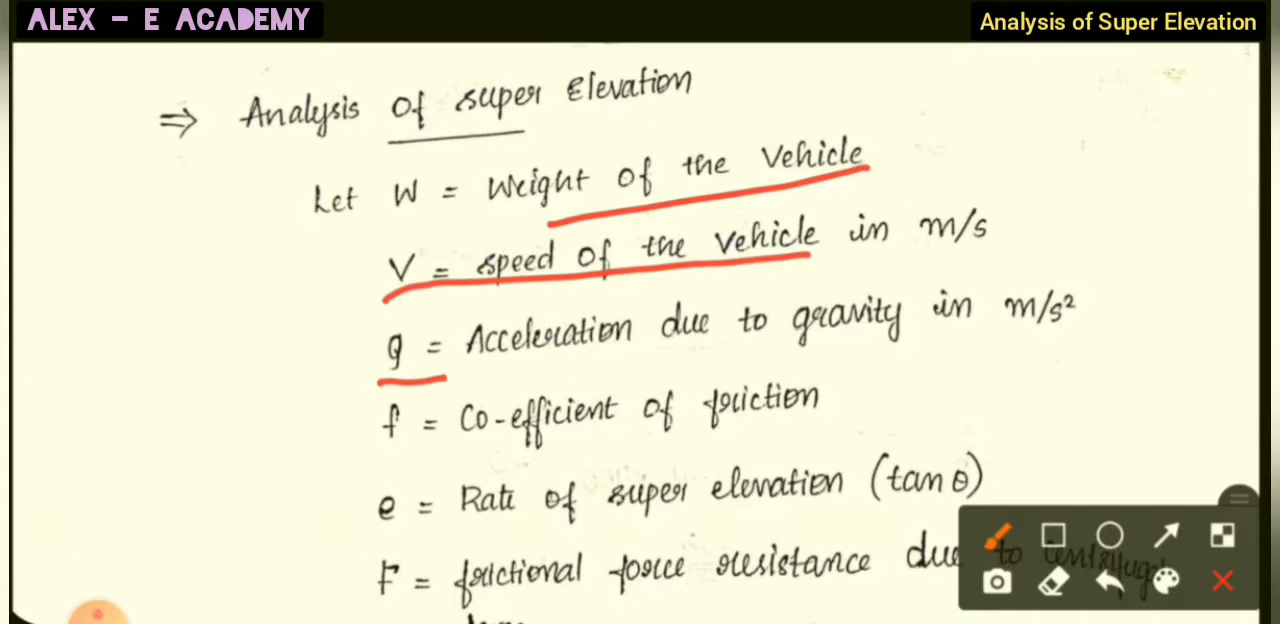 ALEX - E ACADEMY
Analysis of Super Elevation
⇒ Analysis of super Elevation
Let W = Weight of the Vehicle
V = speed of the vehicle in m/s
g = Acceleration due to gravity in m/s²
f = Co-efficient of friction
e = Rate of super elevation (tan θ)
F = frictional force resistance due to centrifugal